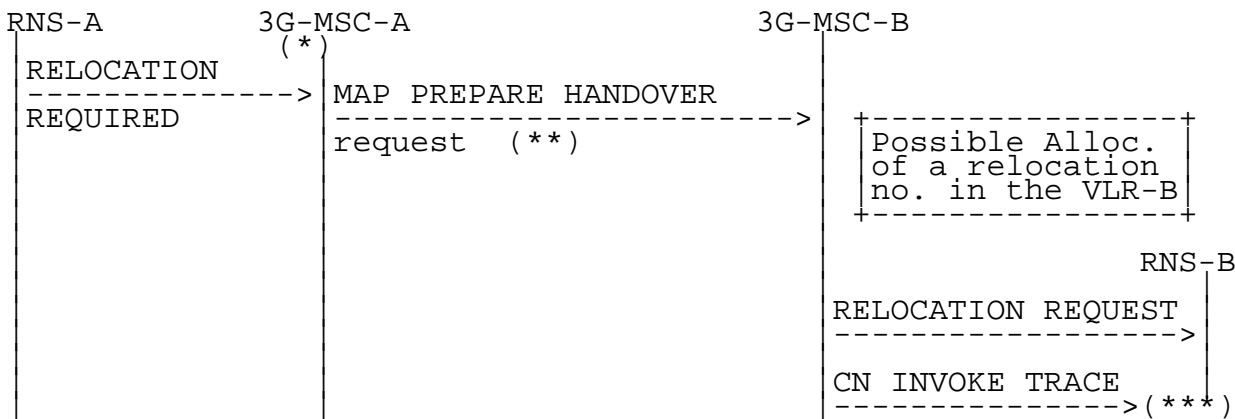 RNS-A 3G-MSC-A 3G-MSC-B
(*)
RELOCATION
MAP PREPARE HANDOVER
REQUIRED
request (**)
Possible Alloc.
of a relocation
no. in the VLR-B
RNS-B
RELOCATION REQUEST
CN INVOKE TRACE
(***)